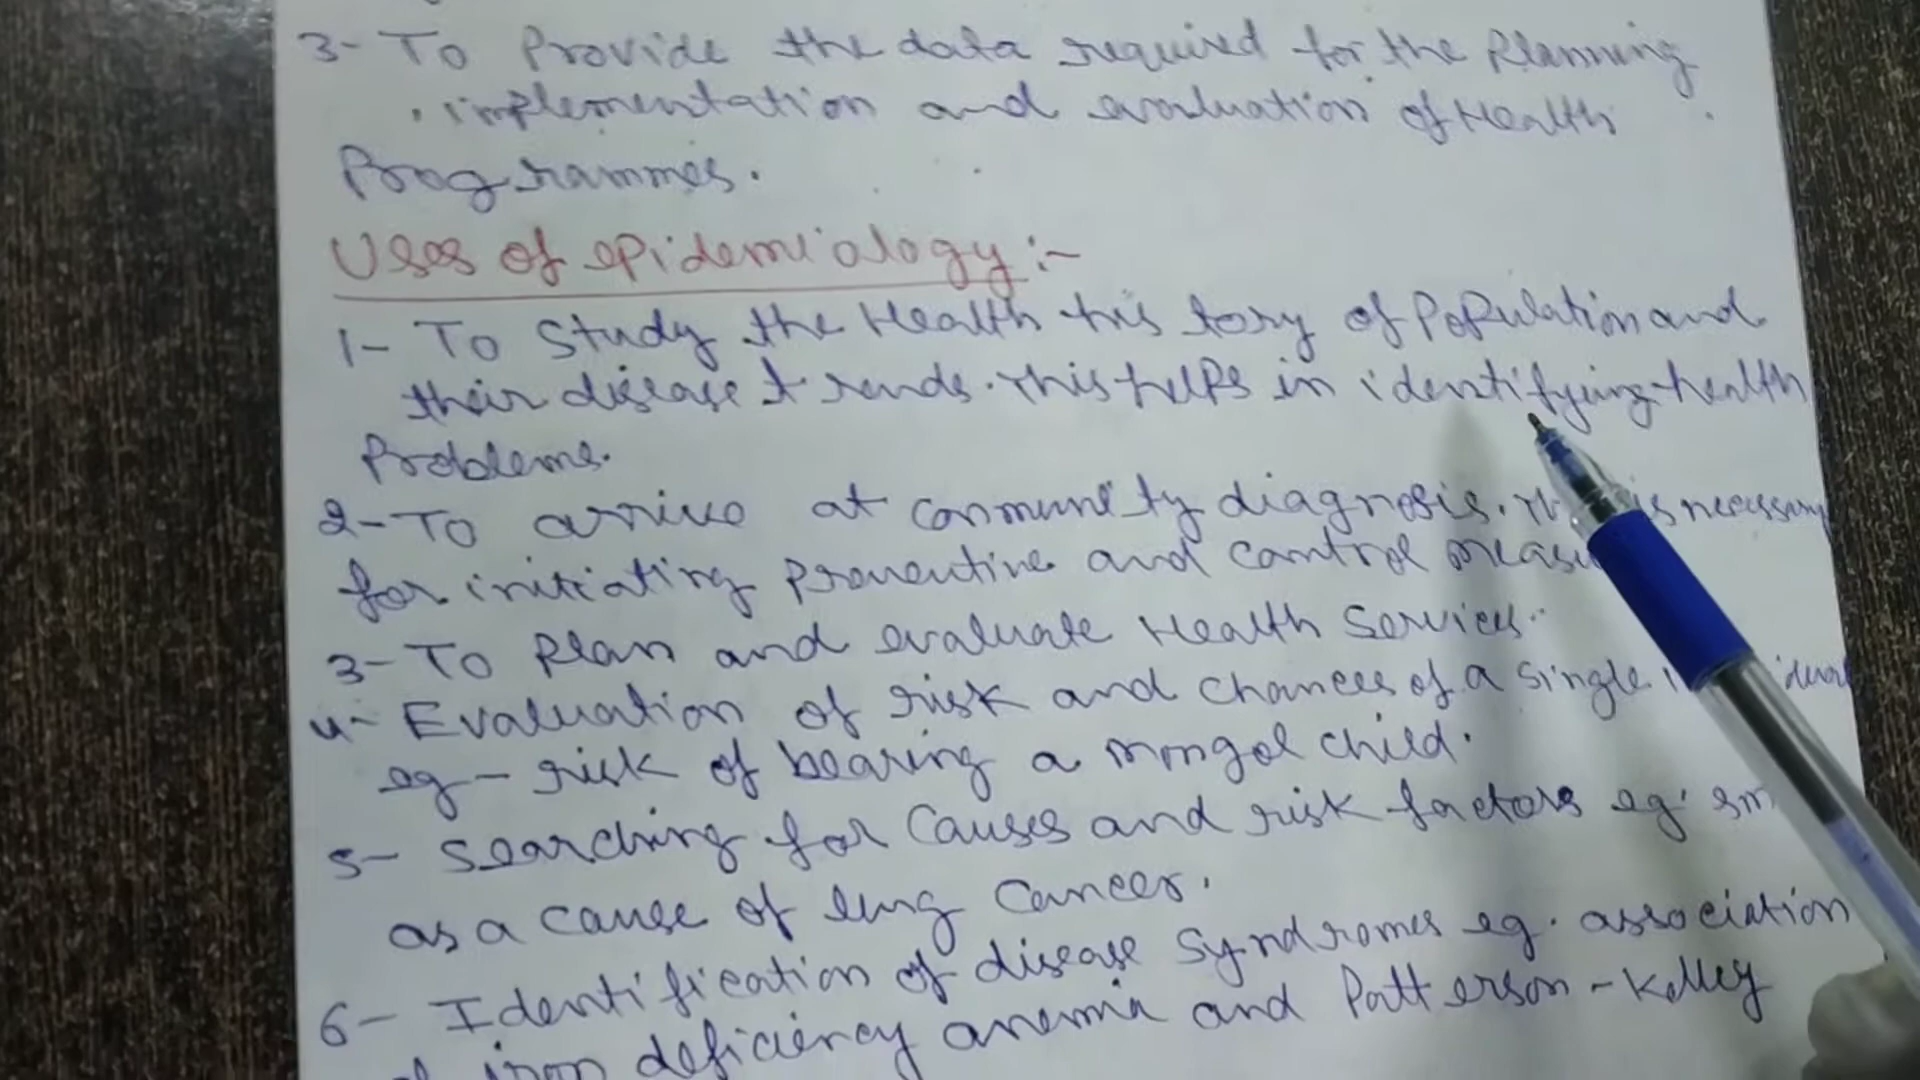 3- To Provide the data required for the Planning
, implementation and evaluation of Health
Programmes.
Uses of epidemiology :-
1- To Study the Health history of Population and
their disease trends. This helps in identifying health
Problems.
2- To arrive at community diagnosis. is necessary
for initiating preventive and control
3- To Plan and evaluate Health Services.
4- Evaluation of risk and chances of a single
eg - risk of bearing a mongol child.
5- Searching for Causes and risk factors eg.
as a cause of lung Cancer.
6- Identification of disease Syndromes eg. association
of iron deficiency anemia and Patterson-Kelley